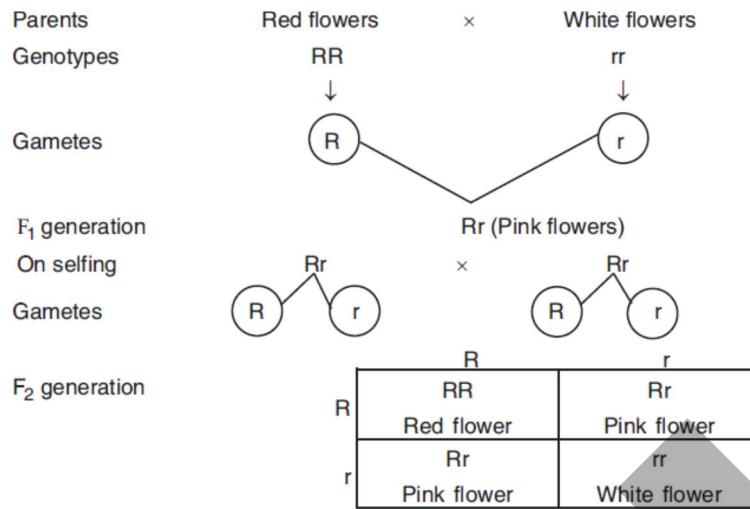 Parents Red flowers × White flowers
Genotypes RR rr
↓ ↓
Gametes R r
F₁ generation Rr (Pink flowers)
On selfing Rr × Rr
Gametes R r R r
R r
F₂ generation RR Rr
R
Red flower Pink flower
Rr rr
r
Pink flower White flower